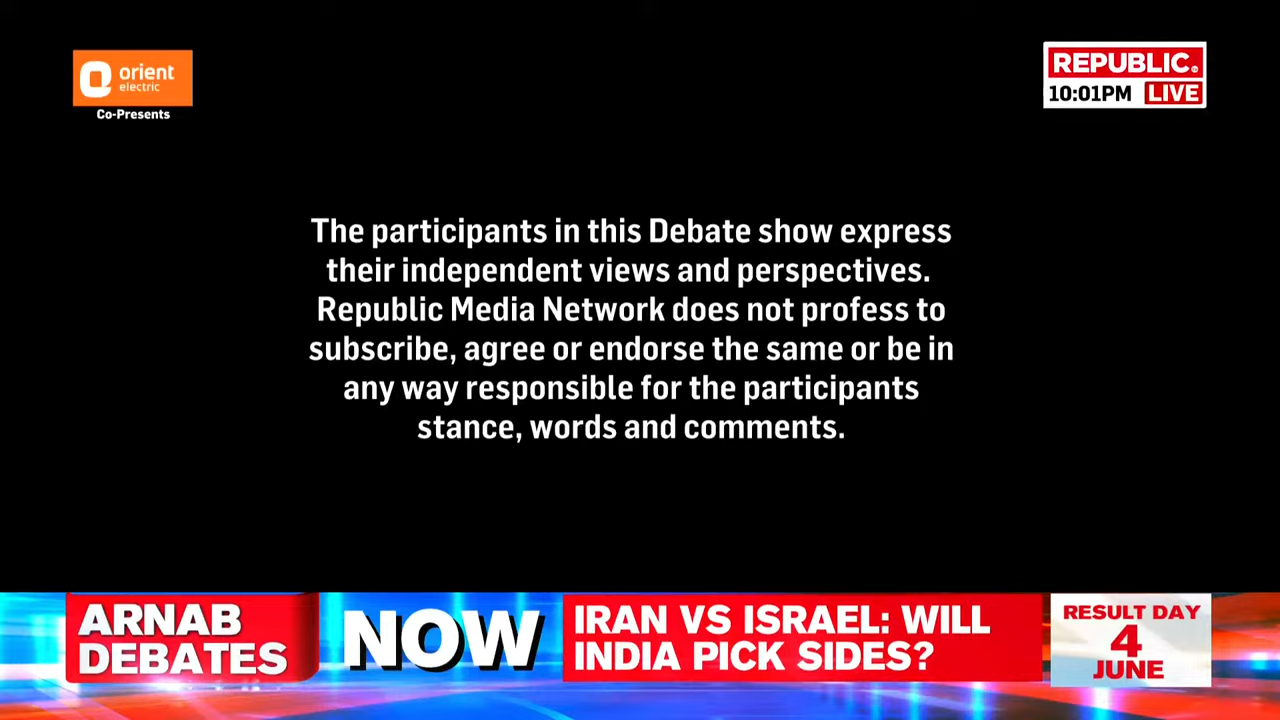 orient
electric
Co-Presents
REPUBLIC.
10:01PM LIVE
The participants in this Debate show express
their independent views and perspectives.
Republic Media Network does not profess to
subscribe, agree or endorse the same or be in
any way responsible for the participants
stance, words and comments.
ARNAB
DEBATES
NOW
IRAN VS ISRAEL: WILL
INDIA PICK SIDES?
RESULT DAY
4
JUNE